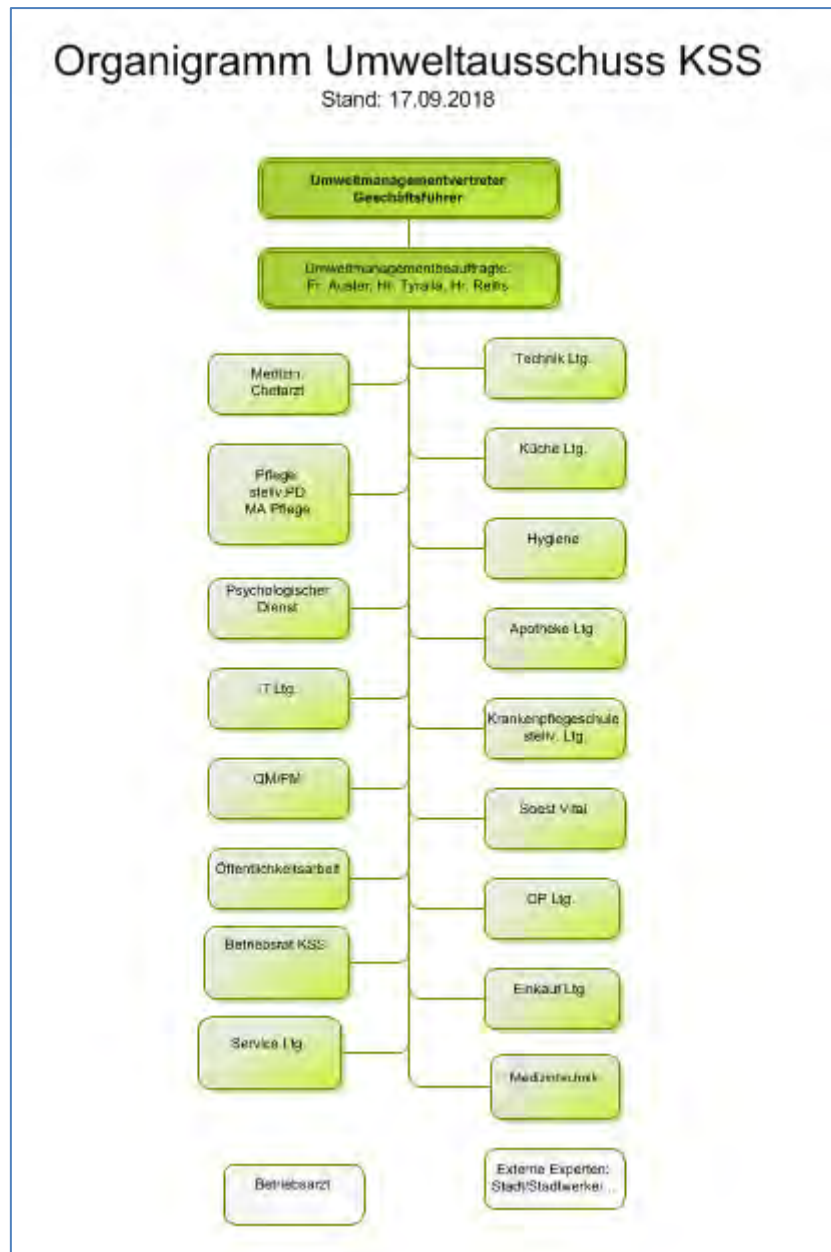 Organigramm Umweltausschuss KSS
Stand: 17.09.2018
Umweltmanagementvertreter
Geschäftsführer
Umweltmanagementbeauftragte:
Fr. Auster, Hr. Tyralla, Hr.
Medizin:
Chefarzt
Technik Ltg.
Pflege:
stellv.PD
MA Pflege
Küche Ltg.
Hygiene
Psychologischer
Dienst
Apotheke Ltg.
IT Ltg.
Krankenpflegeschule
stellv. Ltg.
QM/PM
Soest Vital
Öffentlichkeitsarbeit
OP Ltg.
Betriebsrat KSS
Einkauf Ltg.
Service Ltg.
Medizintechnik
Betriebsarzt
Externe Experten:
Stadt/Stadtwerke/...